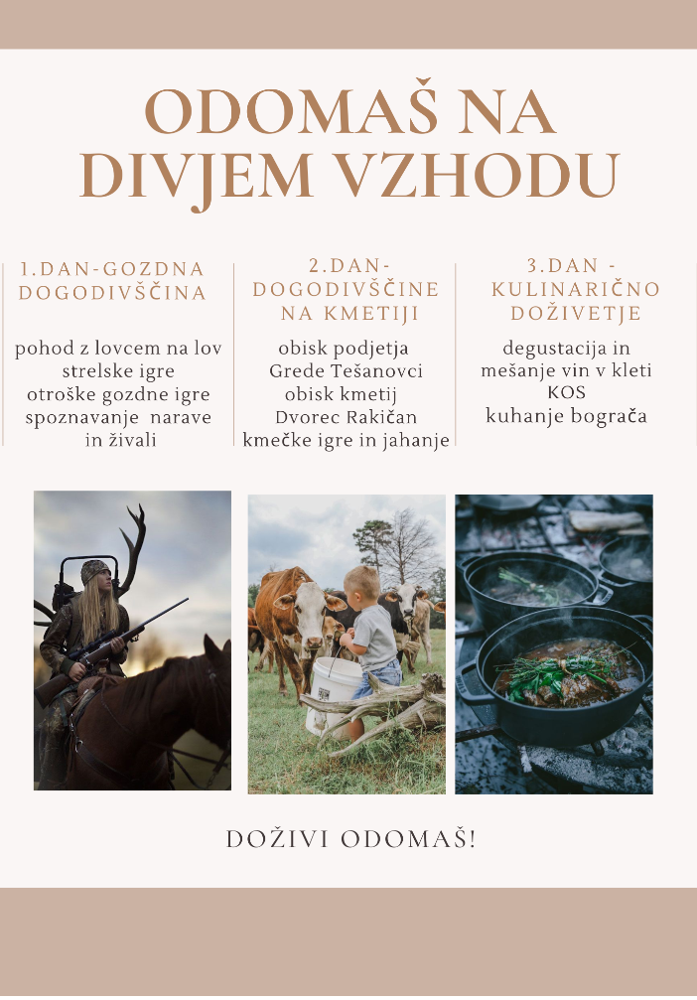 ODOMAŠ NA
DIVJEM VZHODU
1.DAN-GOZDNA
DOGODIVŠČINA
pohod z lovcem na lov
strelske igre
otroške gozdne igre
spoznavanje narave
in živali
2.DAN-
DOGODIVŠČINE
NA KMETIJI
obisk podjetja
Grede Tešanovci
obisk kmetij
Dvorec Rakičan
kmečke igre in jahanje
3.DAN -
KULINARIČNO
DOŽIVETJE
degustacija in
mešanje vin v kleti
KOS
kuhanje bograča
DOŽIVI ODOMAŠ!